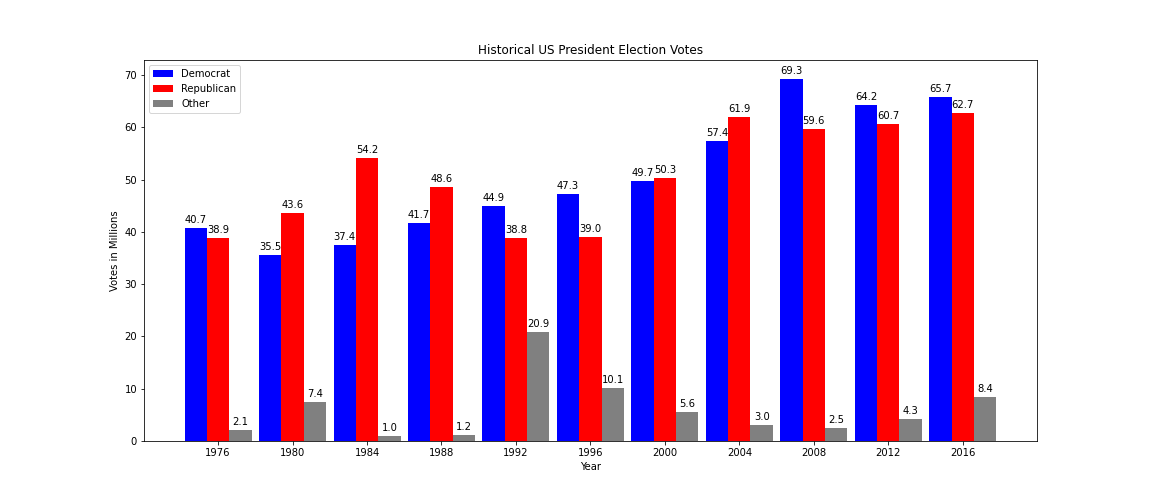 Historical US President Election Votes
Democrat
Republican
Other
Votes in Millions
70
60
50
40
30
20
10
0
40.7 38.9 2.1
35.5 43.6 7.4
37.4 54.2 1.0
41.7 48.6 1.2
44.9 38.8 20.9
47.3 39.0 10.1
49.7 50.3 5.6
57.4 61.9 3.0
69.3 59.6 2.5
64.2 60.7 4.3
65.7 62.7 8.4
1976 1980 1984 1988 1992 1996 2000 2004 2008 2012 2016
Year